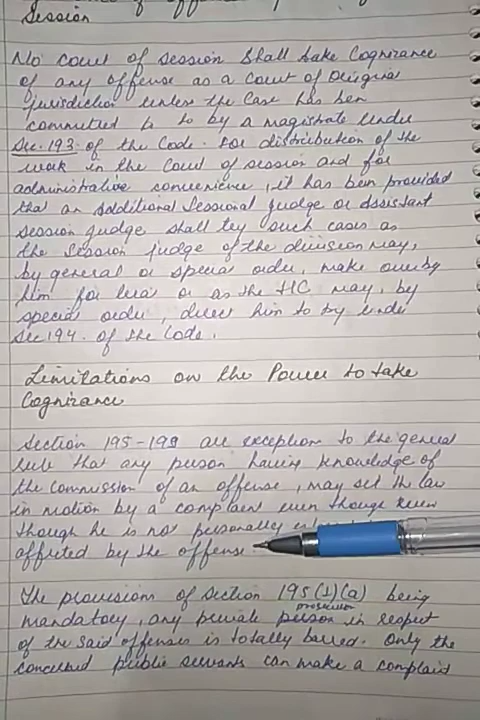 Session
No court of session shall take Cognizance
of any offense as a court of original
jurisdiction unless the case has been
committed to to by a magistrate under
Sec. 193 of the Code. For distribution of the
work in the Court of session and for
administrative convenience, it has been provided
that an additional Sessional judge or assistant
session judge shall try such cases as
the session judge of the division may,
by general or special order, make over by
him for trial or as the HC may, by
special order, direct him to try under
Sec 194. of the Code.
Limitations on the Power to take
Cognizance
Section 195-199 are exception to the general
rule that any person having knowledge of
the commission of an offense, may set the law
in motion by a complaint even though
though he is not personally
affected by the offense
The provisions of Section 195(1)(a) being
mandatory, any private person in respect
prosecution
of the said offenses is totally barred. Only the
concerned public servants can make a complaint